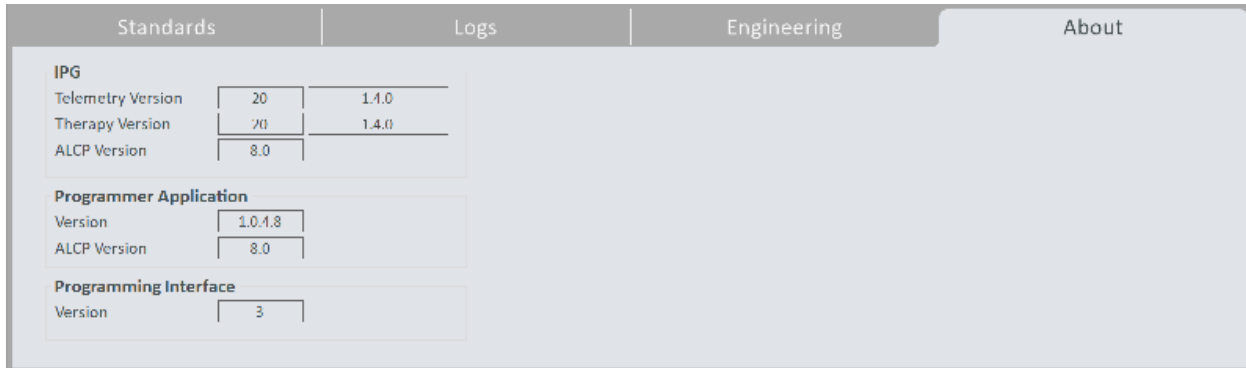 Standards Logs Engineering About
IPG
Telemetry Version 20 1.4.0
Therapy Version 20 1.4.0
ALCP Version 8.0
Programmer Application
Version 1.0.4.8
ALCP Version 8.0
Programming Interface
Version 3